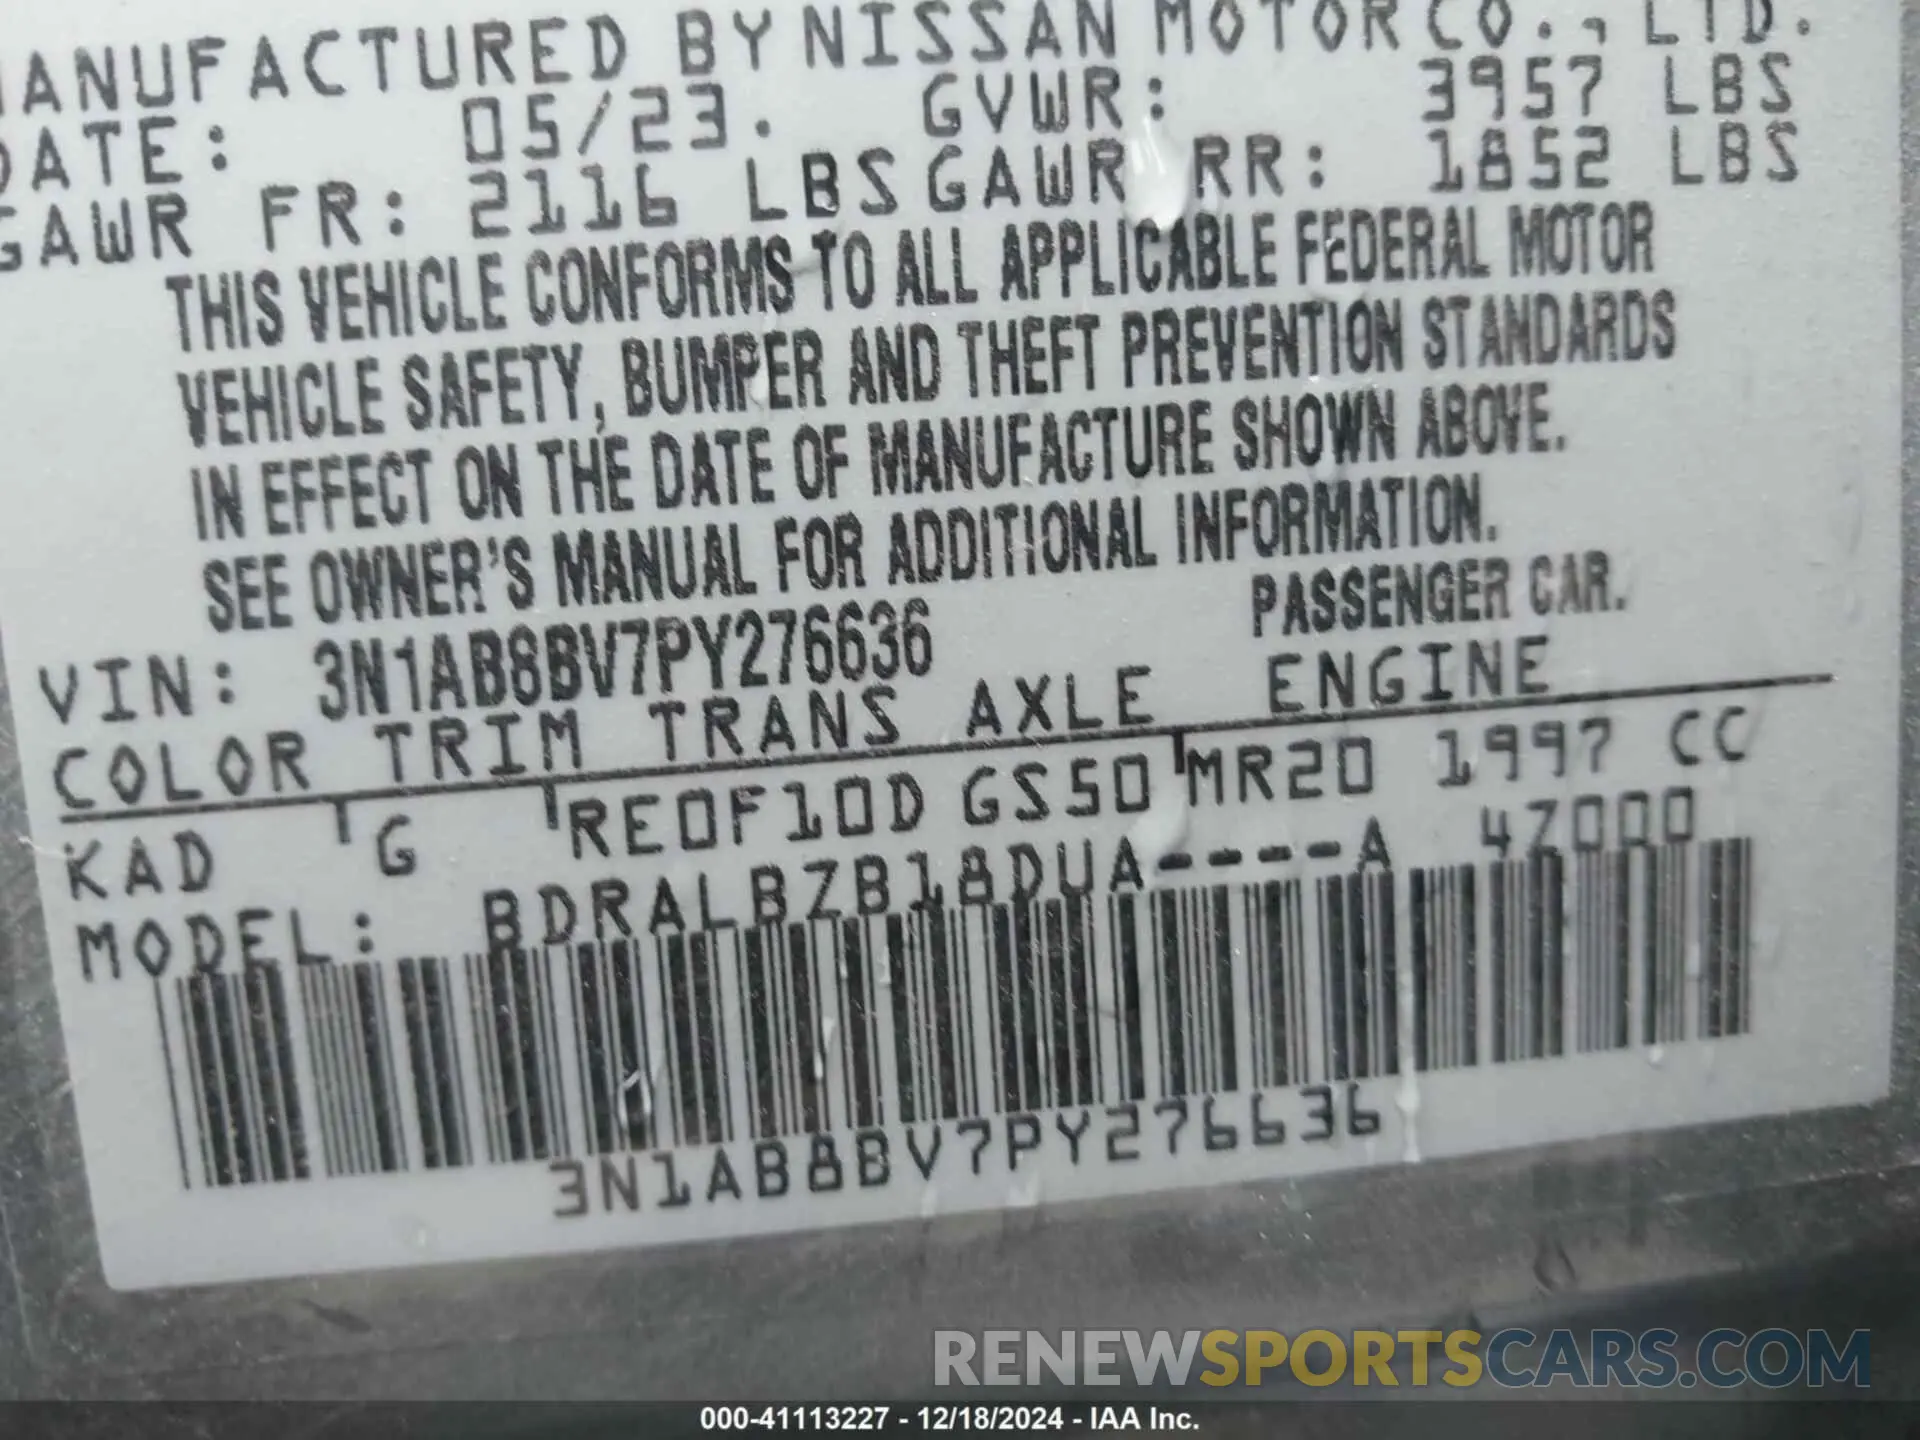 MANUFACTURED BY NISSAN MOTOR CO., LTD.
DATE: 05/23. GVWR: 3957 LBS
GAWR FR: 2116 LBS GAWR RR: 1852 LBS
THIS VEHICLE CONFORMS TO ALL APPLICABLE FEDERAL MOTOR
VEHICLE SAFETY, BUMPER AND THEFT PREVENTION STANDARDS
IN EFFECT ON THE DATE OF MANUFACTURE SHOWN ABOVE.
SEE OWNER'S MANUAL FOR ADDITIONAL INFORMATION.
VIN: 3N1AB8BV7PY276636 PASSENGER CAR.
COLOR TRIM TRANS AXLE ENGINE
KAD G RE0F10D GS50 MR20 1997 CC
MODEL: BDRALBZB18DUA----A 4Z000
3N1AB8BV7PY276636
RENEWSPORTSCARS.COM
000-41113227 - 12/18/2024 - IAA Inc.